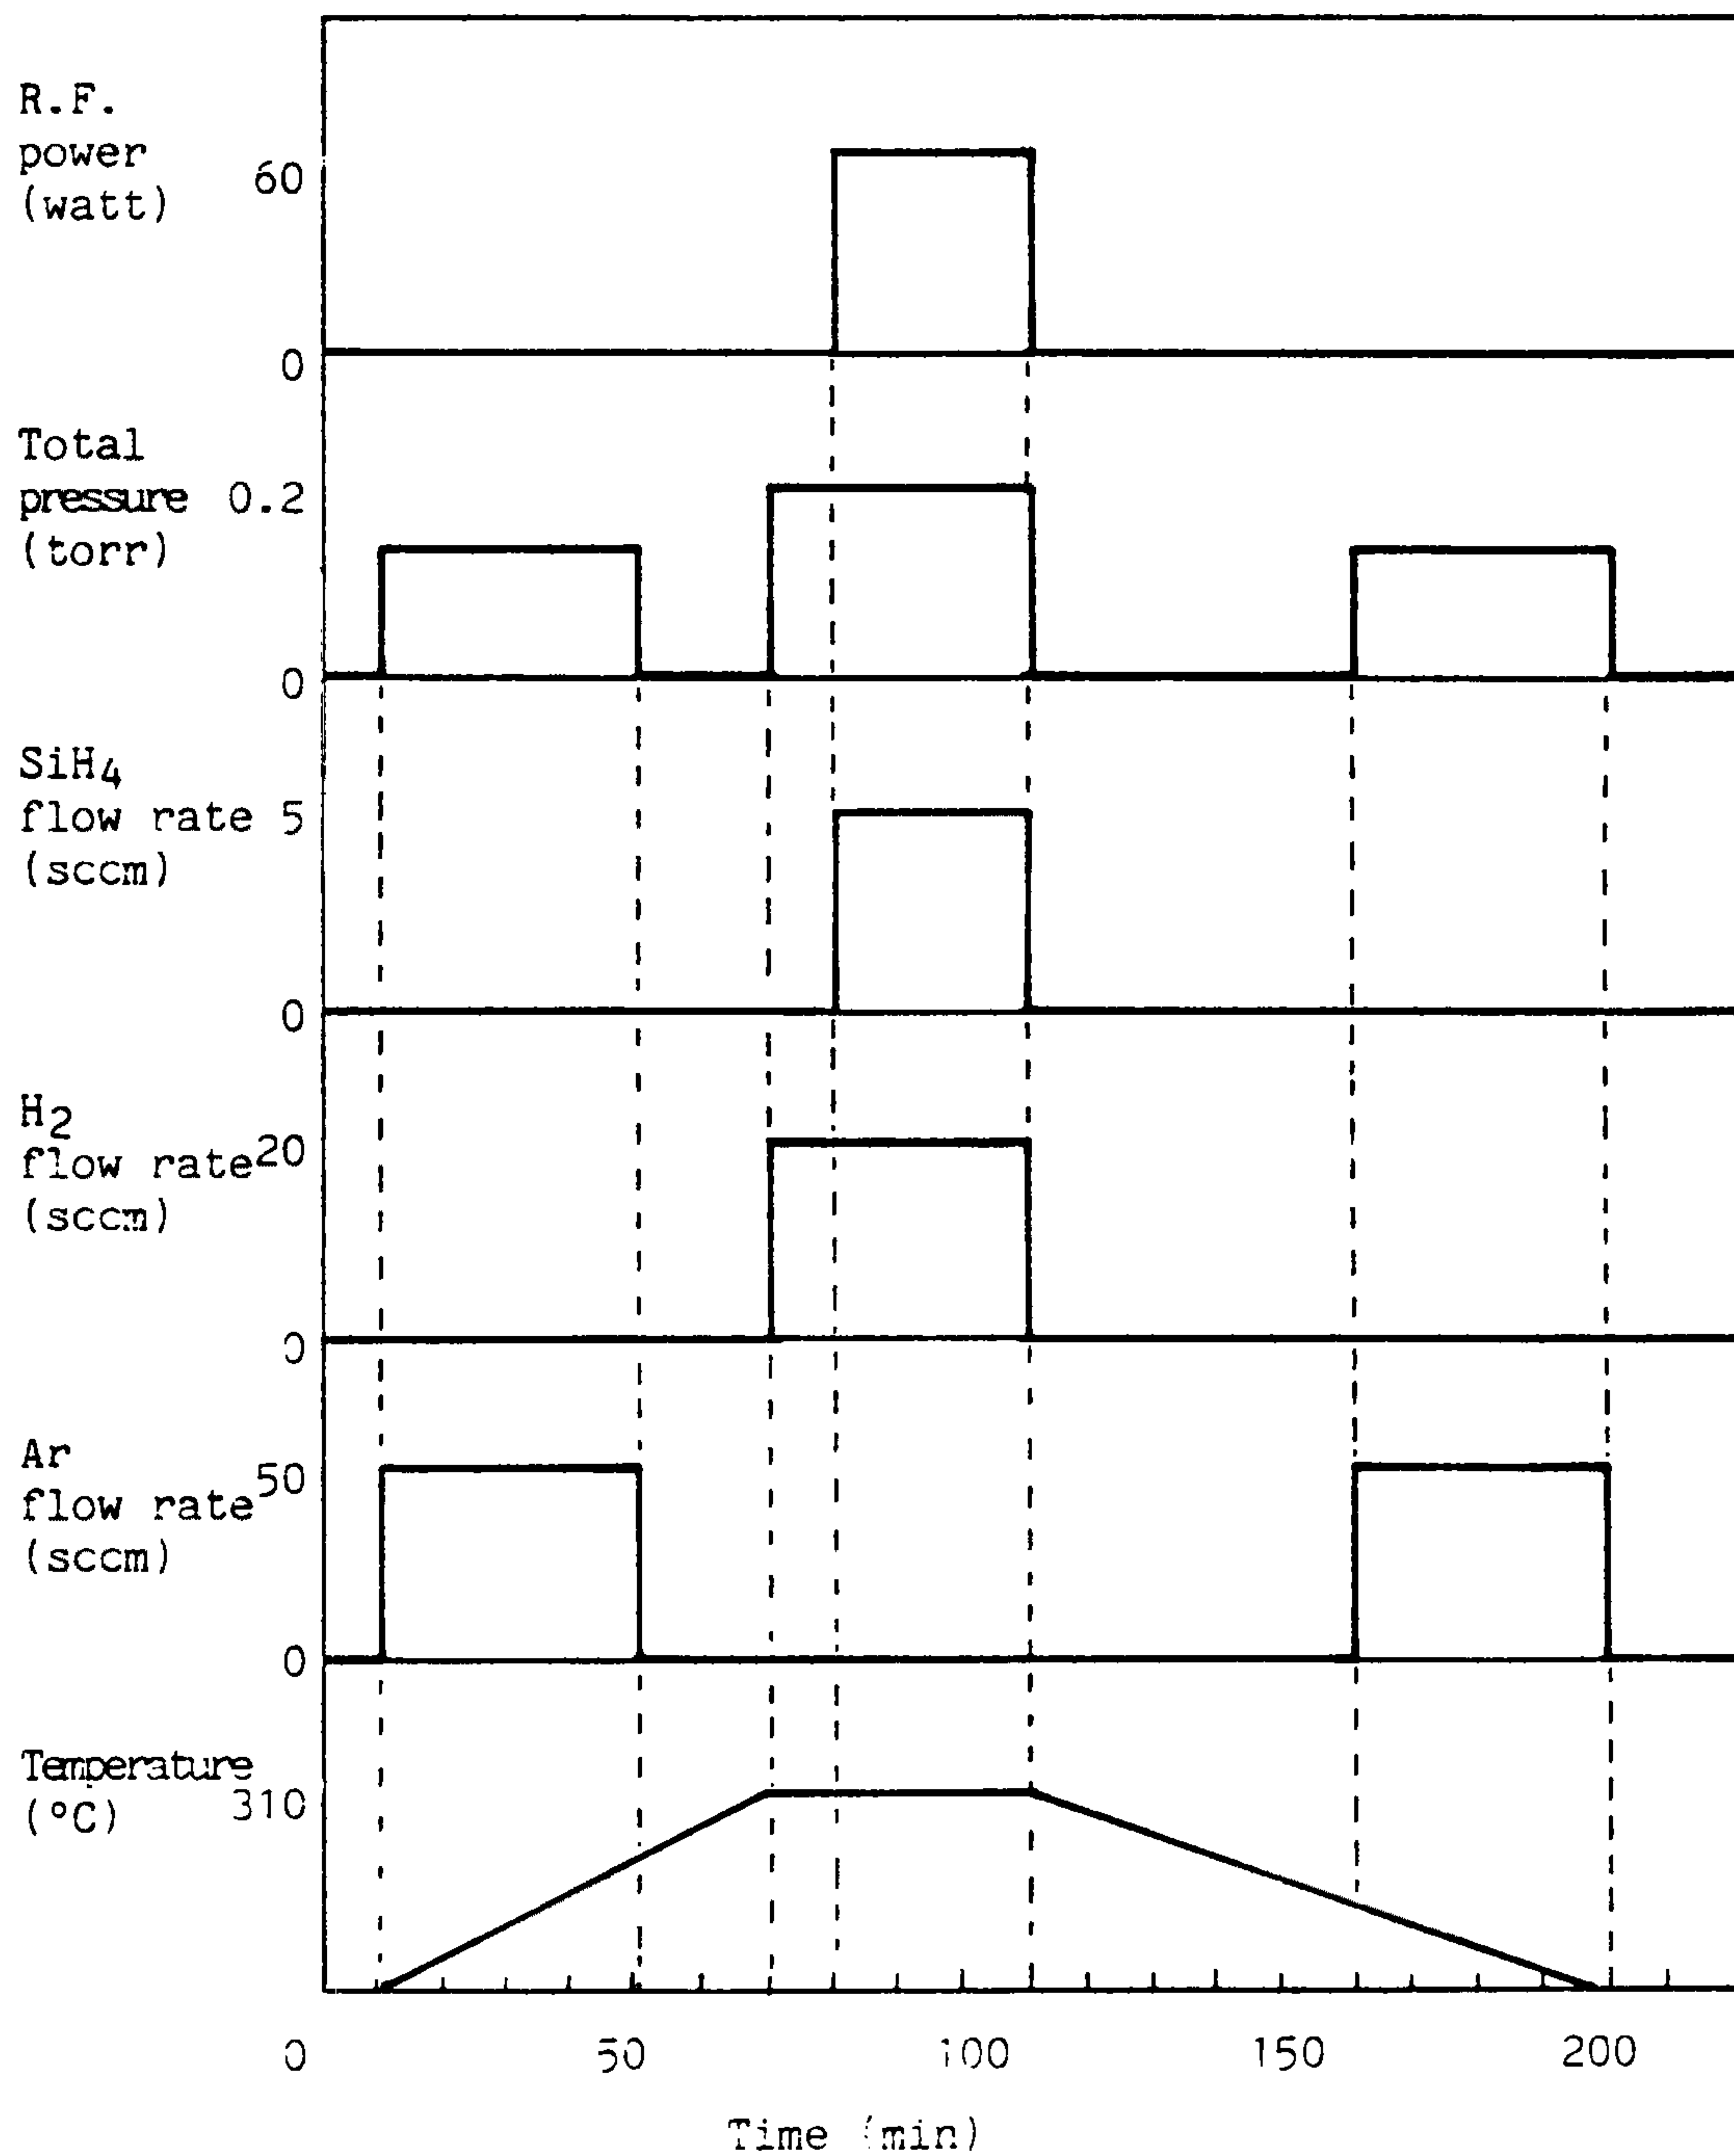 R.F.
power
(watt)
60
0
Total
pressure 0.2
(torr)
0
SiH4
flow rate 5
(sccm)
0
H2
flow rate 20
(sccm)
0
Ar
flow rate 50
(sccm)
0
Temperature
(°C) 310
0 50 100 150 200
Time (min)